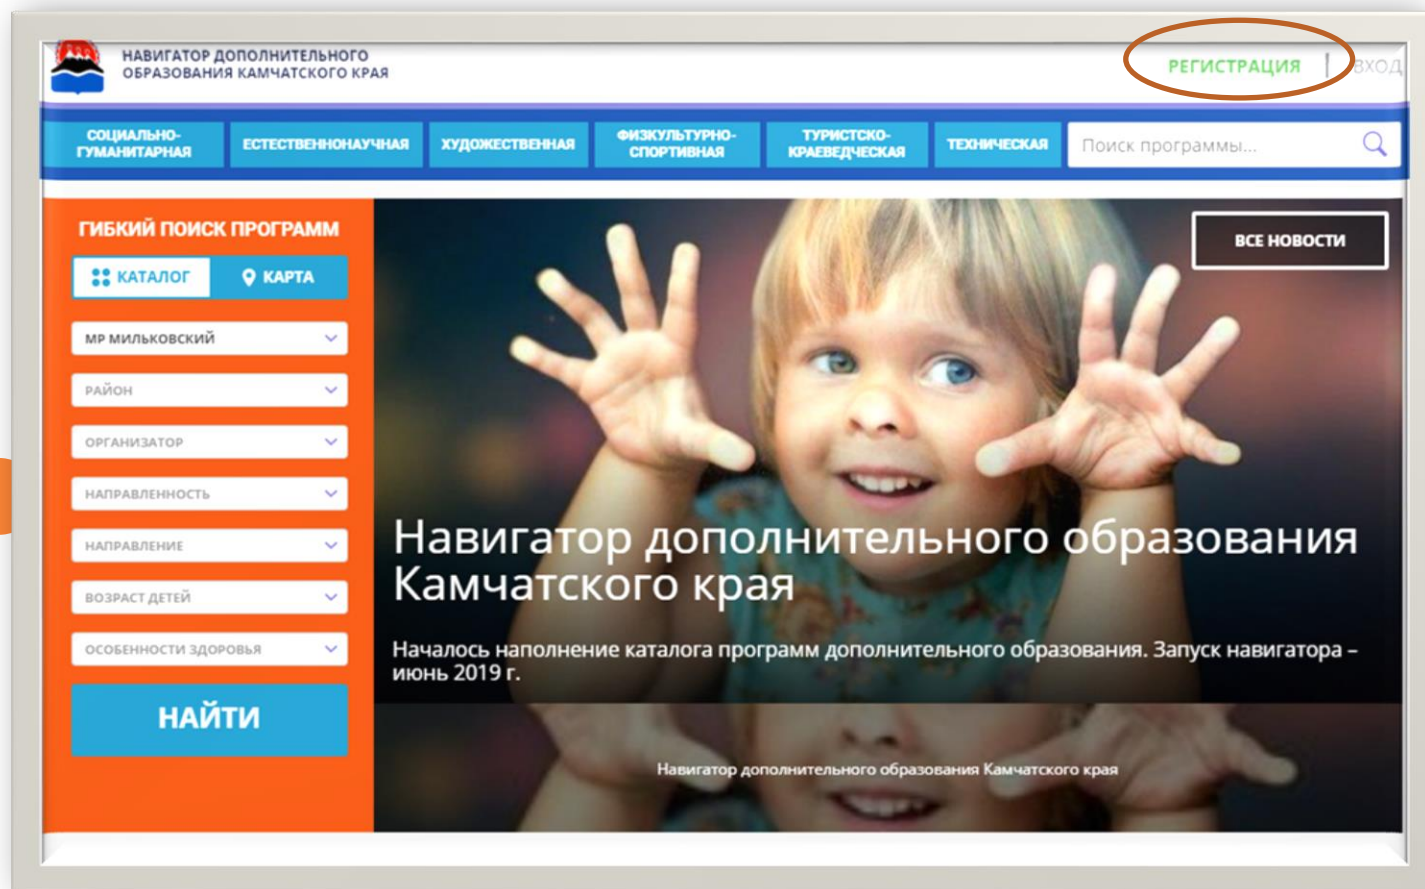 НАВИГАТОР ДОПОЛНИТЕЛЬНОГО
ОБРАЗОВАНИЯ КАМЧАТСКОГО КРАЯ
РЕГИСТРАЦИЯ | ВХОД
СОЦИАЛЬНО-
ГУМАНИТАРНАЯ
ЕСТЕСТВЕННОНАУЧНАЯ
ХУДОЖЕСТВЕННАЯ
ФИЗКУЛЬТУРНО-
СПОРТИВНАЯ
ТУРИСТСКО-
КРАЕВЕДЧЕСКАЯ
ТЕХНИЧЕСКАЯ
Поиск программы...
ГИБКИЙ ПОИСК ПРОГРАММ
КАТАЛОГ
КАРТА
МР МИЛЬКОВСКИЙ
РАЙОН
ОРГАНИЗАТОР
НАПРАВЛЕННОСТЬ
НАПРАВЛЕНИЕ
ВОЗРАСТ ДЕТЕЙ
ОСОБЕННОСТИ ЗДОРОВЬЯ
НАЙТИ
ВСЕ НОВОСТИ
Навигатор дополнительного образования
Камчатского края
Началось наполнение каталога программ дополнительного образования. Запуск навигатора –
июнь 2019 г.
Навигатор дополнительного образования Камчатского края